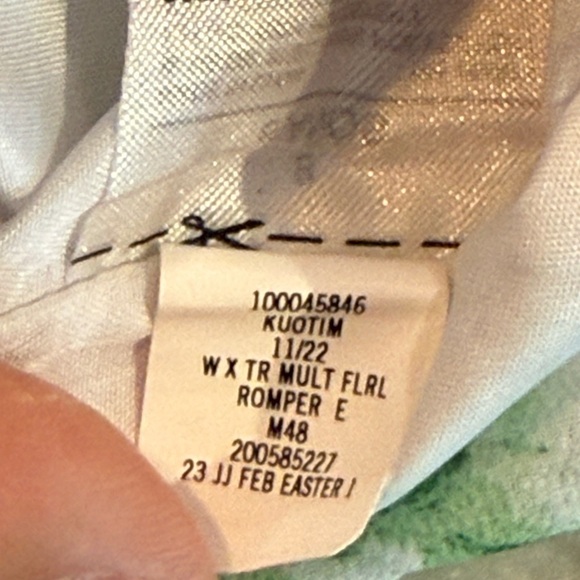 100045846
KUOTIM
11/22
W X TR MULT FLRL
ROMPER E
M48
200585227
23 JJ FEB EASTER I